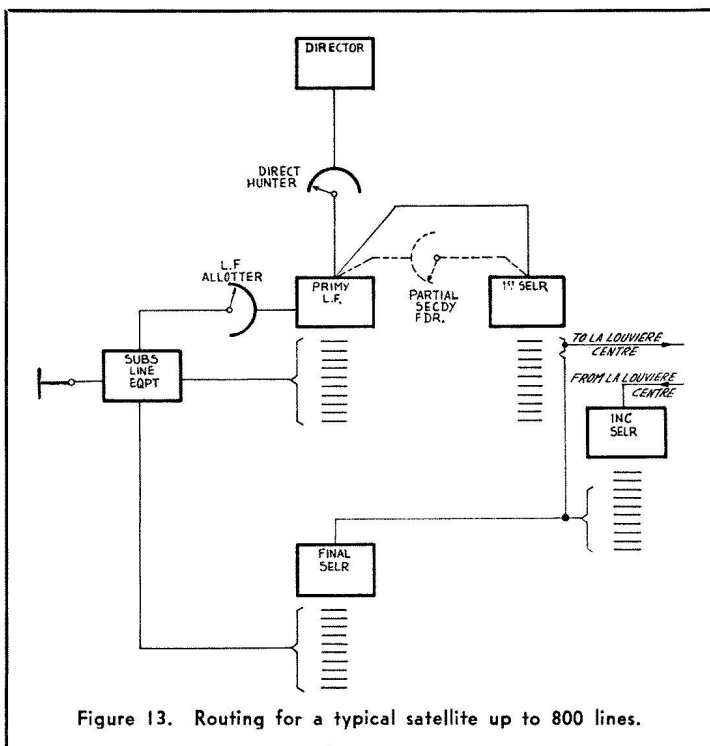 DIRECTOR
DIRECT
HUNTER
L.F
ALLOTTER
PRIMY
L.F.
PARTIAL
SECDY
FDR.
1ST SELR
TO LA LOUVIERE
CENTRE
FROM LA LOUVIERE
CENTRE
SUBS
LINE
EQPT
INC
SELR
FINAL
SELR
Figure 13. Routing for a typical satellite up to 800 lines.